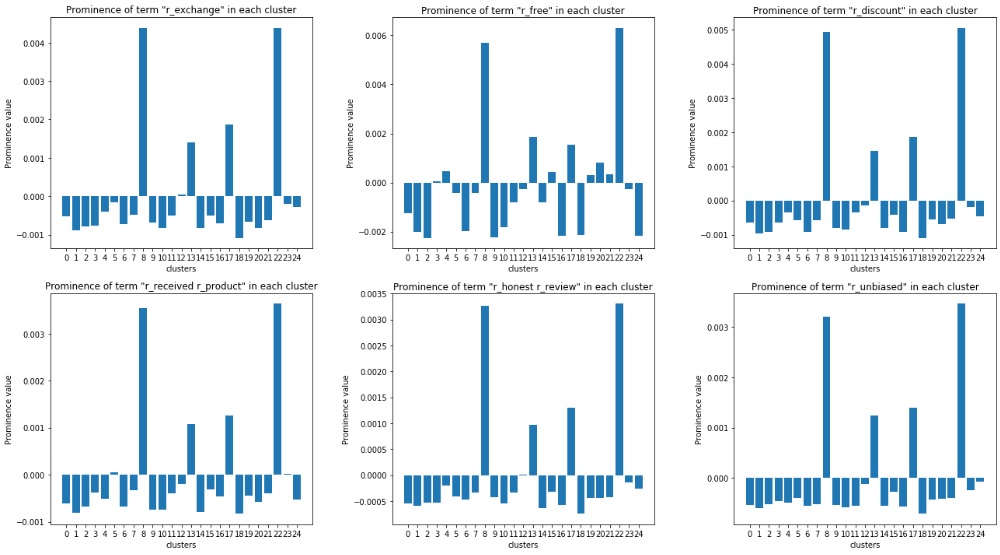 Prominence of term "r_exchange" in each cluster
0.004
0.003
0.002
0.001
0.000
−0.001
Prominence value
0 1 2 3 4 5 6 7 8 9 10 11 12 13 14 15 16 17 18 19 20 21 22 23 24
clusters
Prominence of term "r_free" in each cluster
0.006
0.004
0.002
0.000
−0.002
Prominence value
0 1 2 3 4 5 6 7 8 9 10 11 12 13 14 15 16 17 18 19 20 21 22 23 24
clusters
Prominence of term "r_discount" in each cluster
0.005
0.004
0.003
0.002
0.001
0.000
−0.001
Prominence value
0 1 2 3 4 5 6 7 8 9 10 11 12 13 14 15 16 17 18 19 20 21 22 23 24
clusters
Prominence of term "r_received r_product" in each cluster
0.003
0.002
0.001
0.000
−0.001
Prominence value
0 1 2 3 4 5 6 7 8 9 10 11 12 13 14 15 16 17 18 19 20 21 22 23 24
clusters
Prominence of term "r_honest r_review" in each cluster
0.0035
0.0030
0.0025
0.0020
0.0015
0.0010
0.0005
0.0000
−0.0005
Prominence value
0 1 2 3 4 5 6 7 8 9 10 11 12 13 14 15 16 17 18 19 20 21 22 23 24
clusters
Prominence of term "r_unbiased" in each cluster
0.003
0.002
0.001
0.000
Prominence value
0 1 2 3 4 5 6 7 8 9 10 11 12 13 14 15 16 17 18 19 20 21 22 23 24
clusters